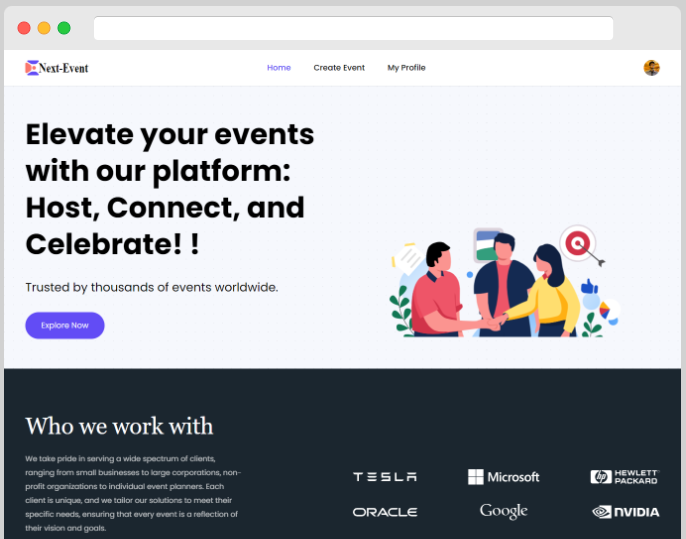 Next-Event
Home
Create Event
My Profile
Elevate your events
with our platform:
Host, Connect, and
Celebrate! !
Trusted by thousands of events worldwide.
Explore Now
Who we work with
We take pride in serving a wide spectrum of clients,
ranging from small businesses to large corporations, non-
profit organizations to individual event planners. Each
client is unique, and we tailor our solutions to meet their
specific needs, ensuring that every event is a reflection of
their vision and goals.
TESLA
Microsoft
hp HEWLETT
PACKARD
ORACLE
Google
NVIDIA